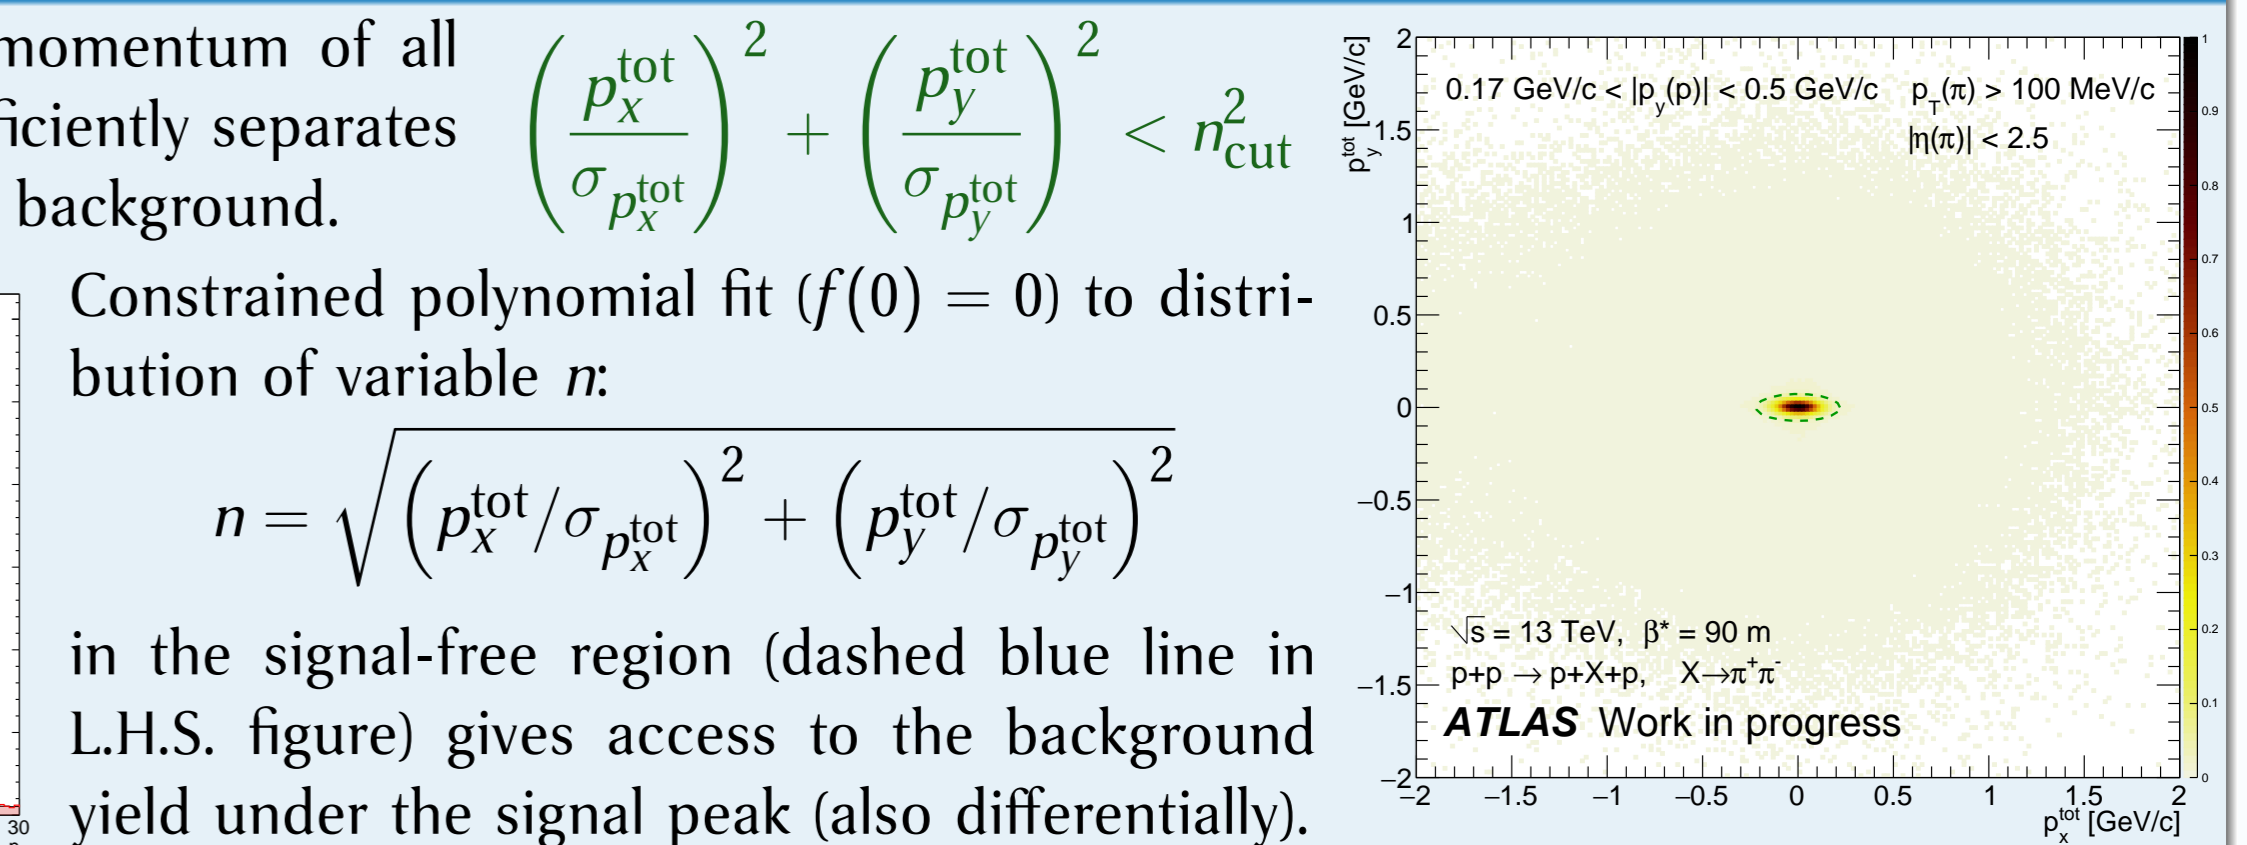 momentum of all
ficiently separates
background.
(p_x^tot / σ_{p_x^tot})^2 + (p_y^tot / σ_{p_y^tot})^2 < n_cut^2
Constrained polynomial fit (f(0) = 0) to distri-
bution of variable n:
n = √((p_x^tot/σ_{p_x^tot})^2 + (p_y^tot/σ_{p_y^tot})^2)
in the signal-free region (dashed blue line in
L.H.S. figure) gives access to the background
yield under the signal peak (also differentially).
30
p_y^tot [GeV/c]
2
1.5
1
0.5
0
−0.5
−1
−1.5
−2
0.17 GeV/c < |p_y(p)| < 0.5 GeV/c p_T(π) > 100 MeV/c
|η(π)| < 2.5
√s = 13 TeV, β* = 90 m
p+p → p+X+p, X→π⁺π⁻
ATLAS Work in progress
−2 −1.5 −1 −0.5 0 0.5 1 1.5 2
p_x^tot [GeV/c]
1
0.9
0.8
0.7
0.6
0.5
0.4
0.3
0.2
0.1
0